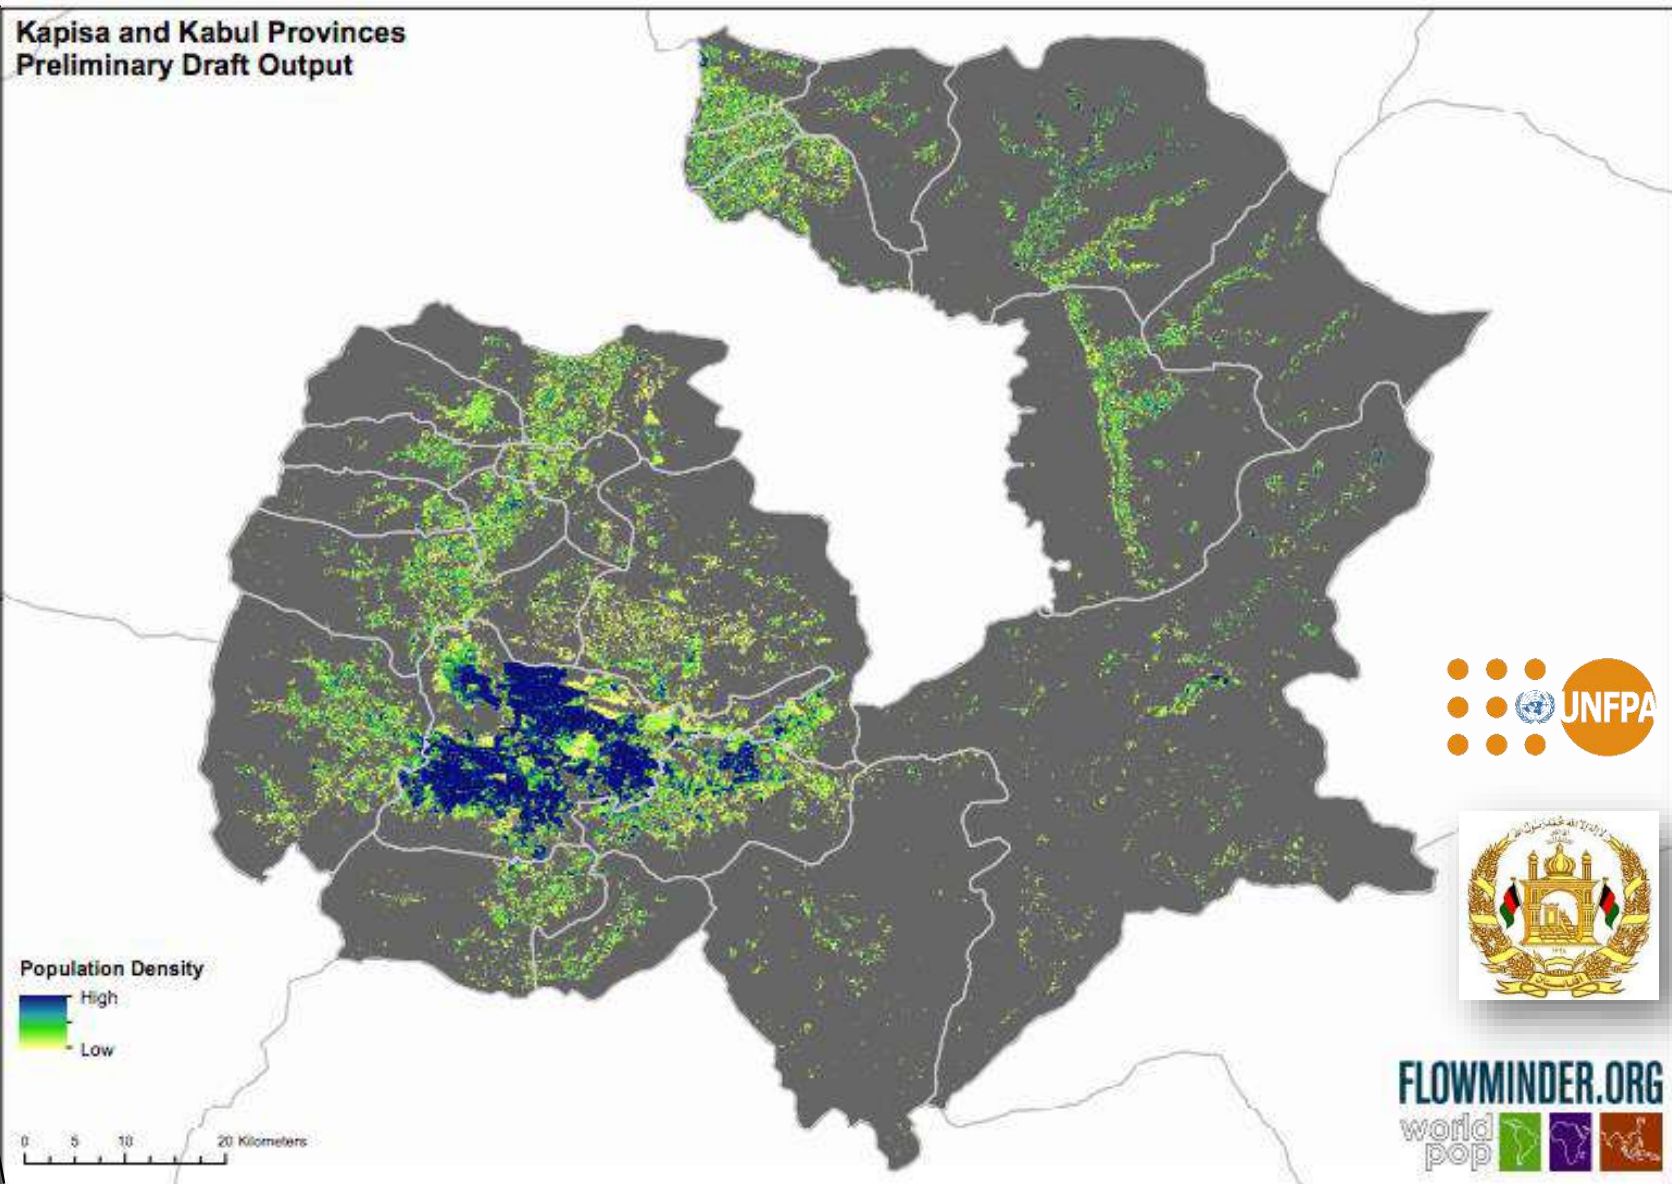 Kapisa and Kabul Provinces
Preliminary Draft Output
UNFPA
Population Density
High
Low
0 5 10 20 Kilometers
FLOWMINDER.ORG
world
pop